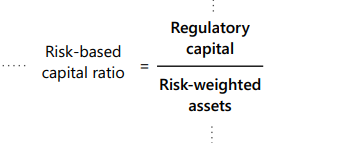 Regulatory
capital
Risk-based
capital ratio
=
Risk-weighted
assets